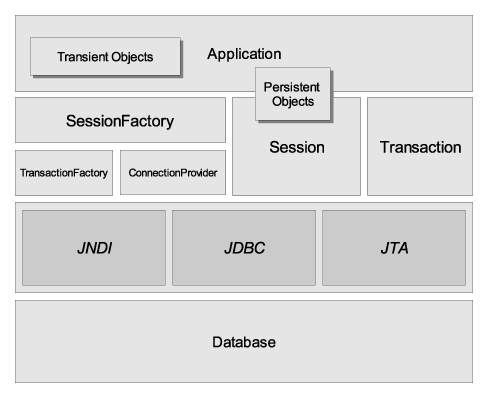 Transient Objects
Application
Persistent
Objects
SessionFactory
Session
Transaction
TransactionFactory
ConnectionProvider
JNDI
JDBC
JTA
Database